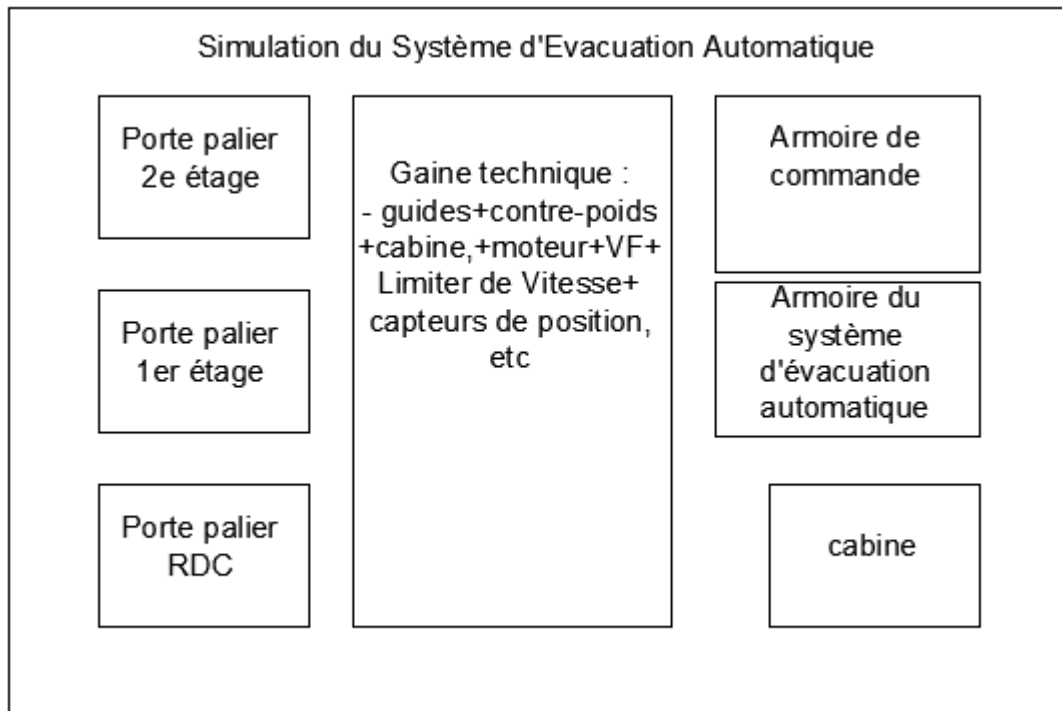 Simulation du Système d'Evacuation Automatique
Porte palier
2e étage
Gaine technique :
- guides+contre-poids
+cabine,+moteur+VF+
Limiter de Vitesse+
capteurs de position,
etc
Armoire de
commande
Porte palier
1er étage
Armoire du
système
d'évacuation
automatique
Porte palier
RDC
cabine